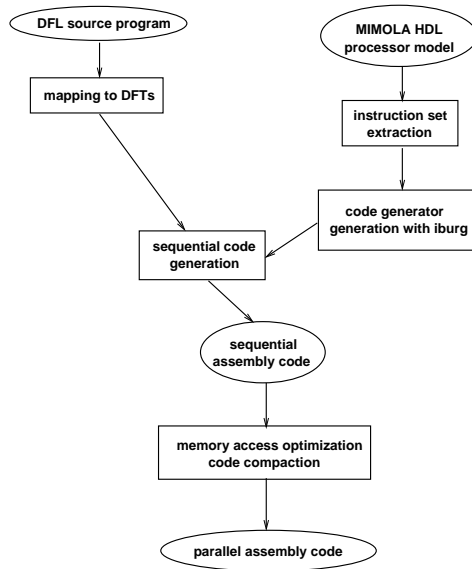 DFL source program
MIMOLA HDL
processor model
mapping to DFTs
instruction set
extraction
code generator
generation with iburg
sequential code
generation
sequential
assembly code
memory access optimization
code compaction
parallel assembly code